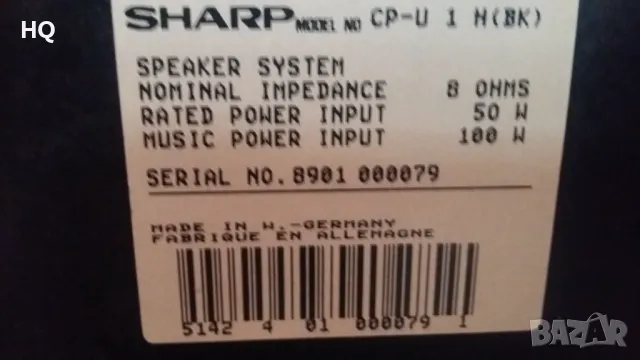 HQ
SHARP MODEL NO CP-U 1 H(BK)
SPEAKER SYSTEM
NOMINAL IMPEDANCE 8 OHMS
RATED POWER INPUT 50 W
MUSIC POWER INPUT 100 W
SERIAL NO. 8901 000079
MADE IN W.-GERMANY
FABRIQUE EN ALLEMAGNE
5142 4 01 000079 1
bazar